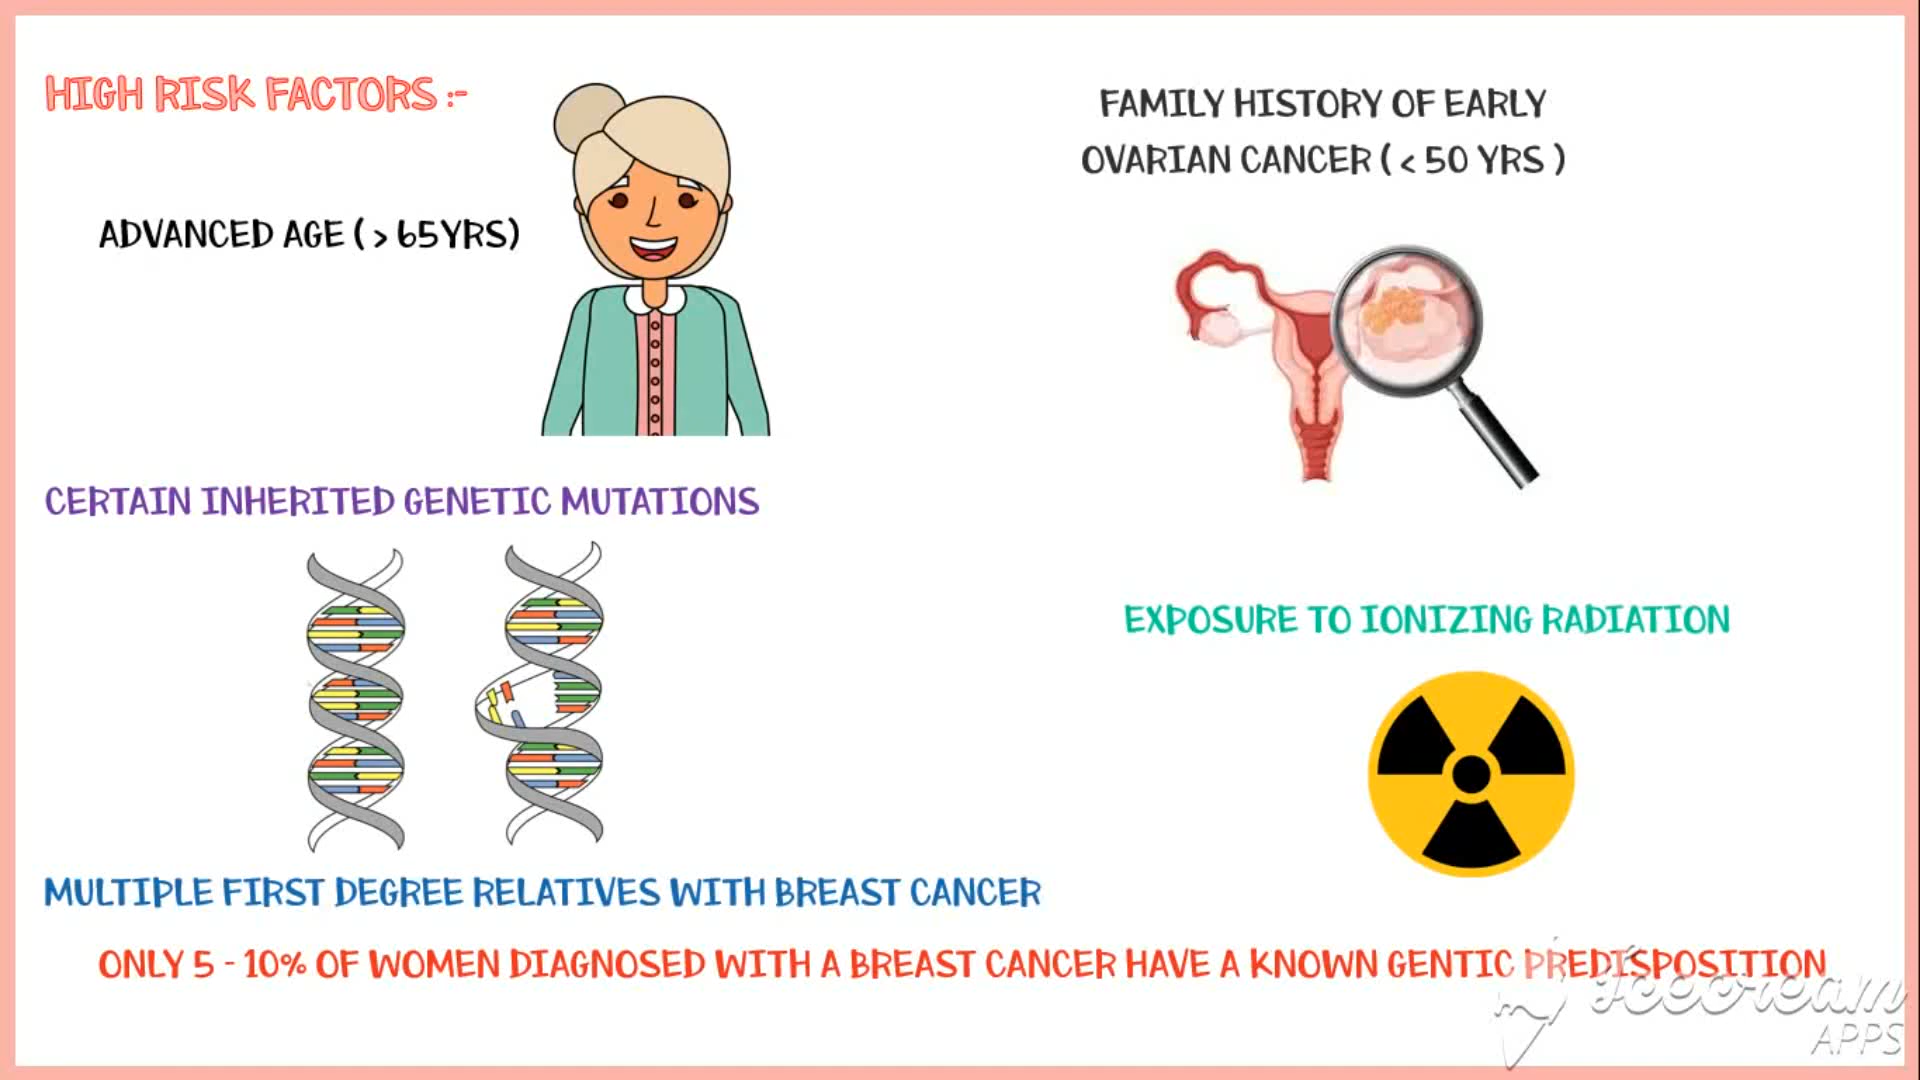 HIGH RISK FACTORS :-
ADVANCED AGE ( > 65YRS)
FAMILY HISTORY OF EARLY
OVARIAN CANCER ( < 50 YRS )
CERTAIN INHERITED GENETIC MUTATIONS
EXPOSURE TO IONIZING RADIATION
MULTIPLE FIRST DEGREE RELATIVES WITH BREAST CANCER
ONLY 5 - 10% OF WOMEN DIAGNOSED WITH A BREAST CANCER HAVE A KNOWN GENTIC PREDISPOSITION
Icecream
APPS